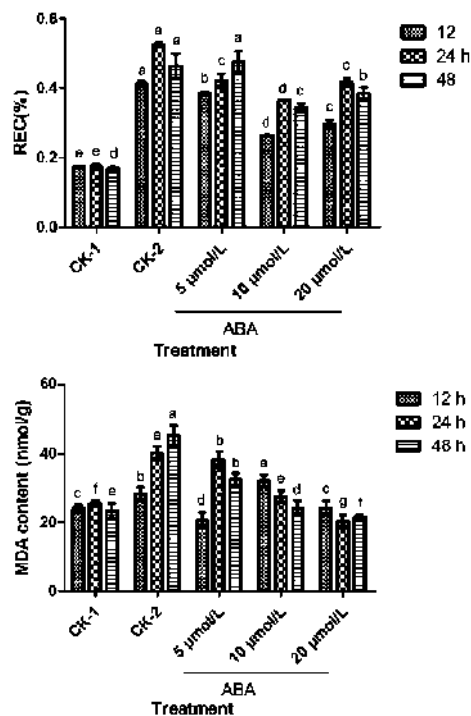 0.6
0.4
0.2
0.0
REC(%)
a
a
a
b
c
a
d
d
c
c
c
b
e
e
d
12
24 h
48
CK-1
CK-2
5 µmol/L
10 µmol/L
20 µmol/L
ABA
Treatment
60
40
20
0
MDA content (nmol/g)
c
f
e
b
a
a
d
b
b
a
e
d
c
g
f
12 h
24 h
48 h
CK-1
CK-2
5 µmol/L
10 µmol/L
20 µmol/L
ABA
Treatment